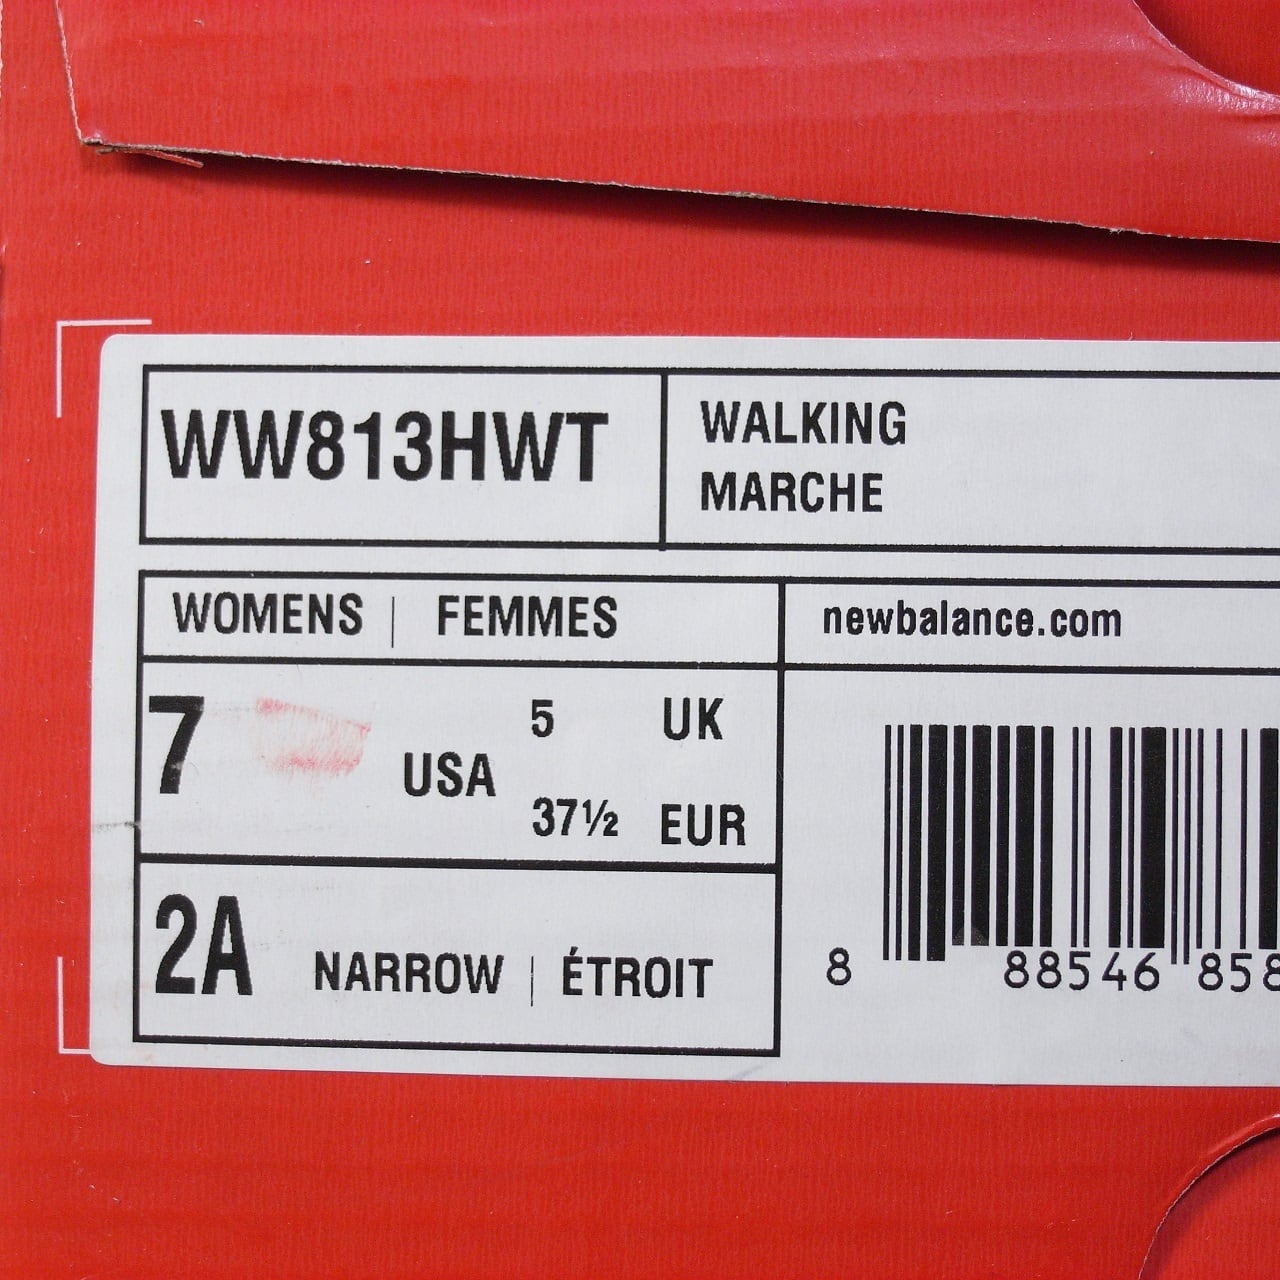 WW813HWT
WALKING
MARCHE
WOMENS | FEMMES
newbalance.com
7 USA
5 UK
37½ EUR
2A NARROW | ÉTROIT
8 88546 858